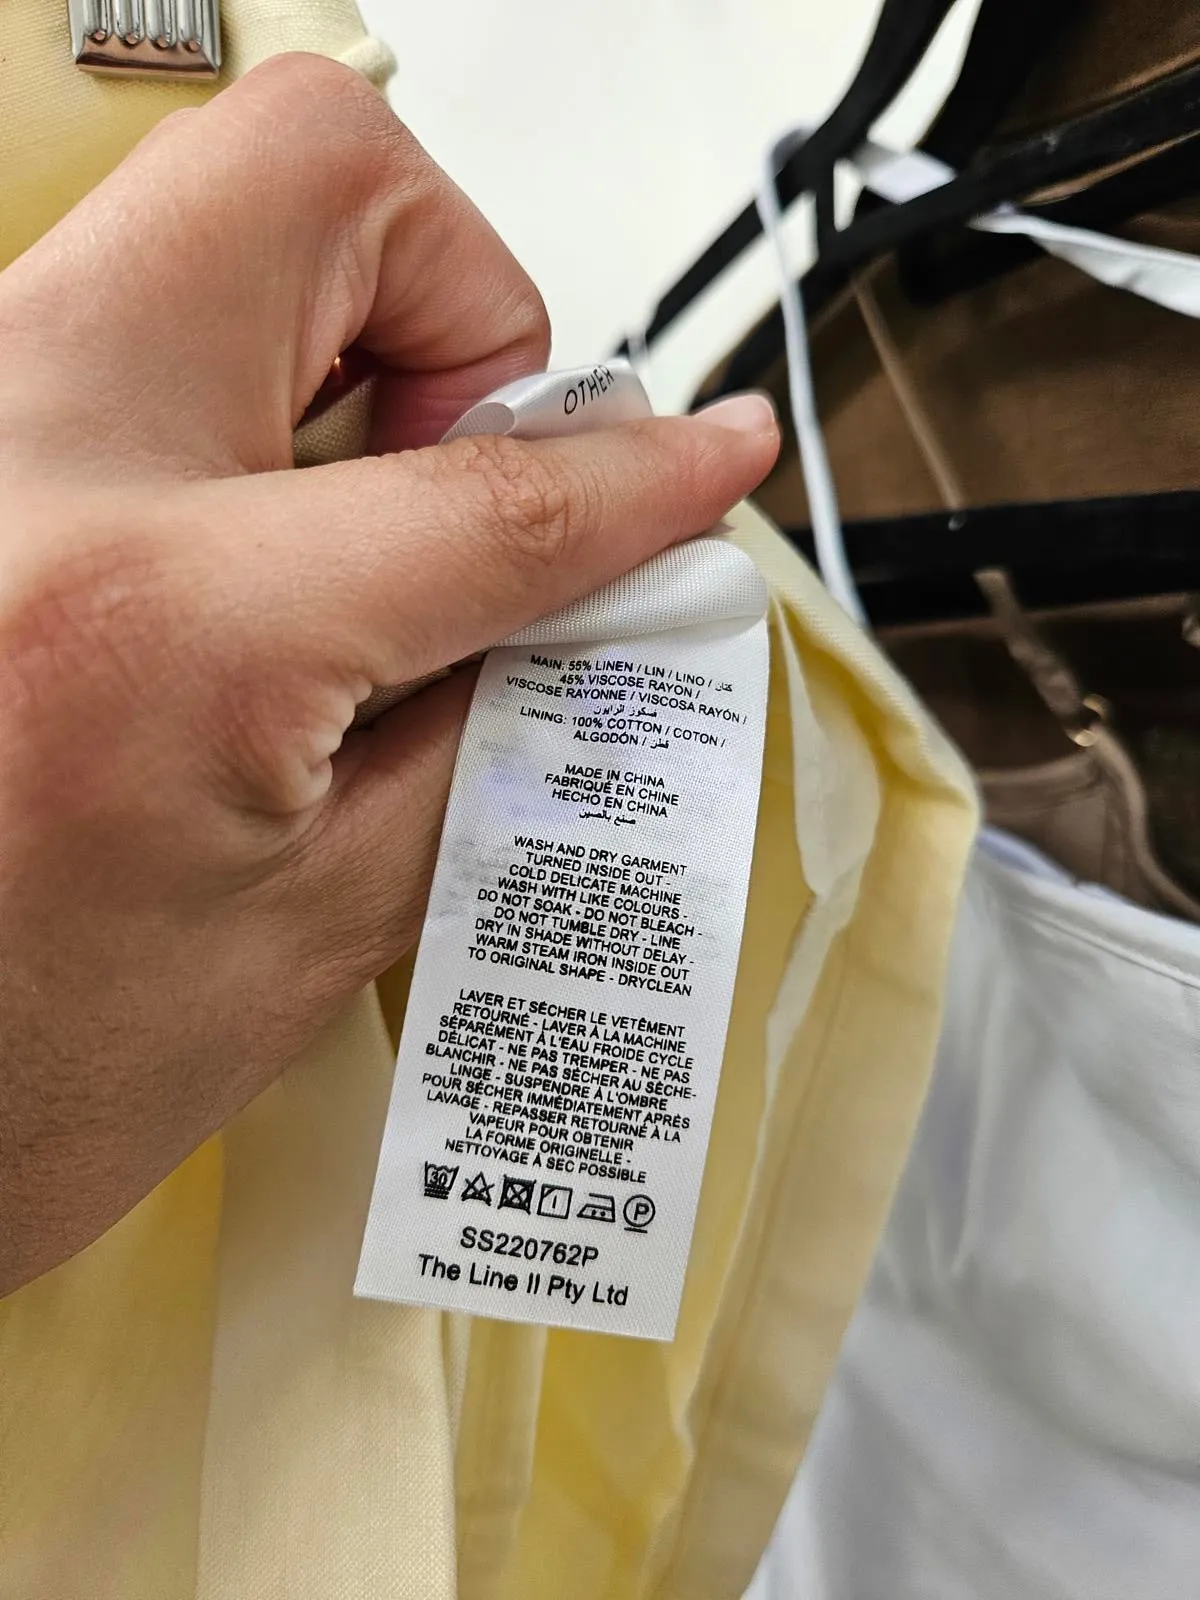 OTHER
MAIN: 55% LINEN / LIN / LINO / كتان
45% VISCOSE RAYON /
VISCOSE RAYONNE / VISCOSA RAYÓN /
فسكوز الرايون
LINING: 100% COTTON / COTON /
ALGODÓN / قطن
MADE IN CHINA
FABRIQUÉ EN CHINE
HECHO EN CHINA
صنع بالصين
WASH AND DRY GARMENT
TURNED INSIDE OUT -
COLD DELICATE MACHINE
WASH WITH LIKE COLOURS -
DO NOT SOAK - DO NOT BLEACH -
DO NOT TUMBLE DRY - LINE
DRY IN SHADE WITHOUT DELAY -
WARM STEAM IRON INSIDE OUT
TO ORIGINAL SHAPE - DRYCLEAN
LAVER ET SÉCHER LE VETÊMENT
RETOURNÉ - LAVER À LA MACHINE
SÉPARÉMENT À L'EAU FROIDE CYCLE
DÉLICAT - NE PAS TREMPER - NE PAS
BLANCHIR - NE PAS SÉCHER AU SÈCHE-
LINGE - SUSPENDRE À L'OMBRE
POUR SÉCHER IMMÉDIATEMENT APRÈS
LAVAGE - REPASSER RETOURNÉ À LA
VAPEUR POUR OBTENIR
LA FORME ORIGINELLE -
NETTOYAGE À SEC POSSIBLE
30 P
SS220762P
The Line II Pty Ltd